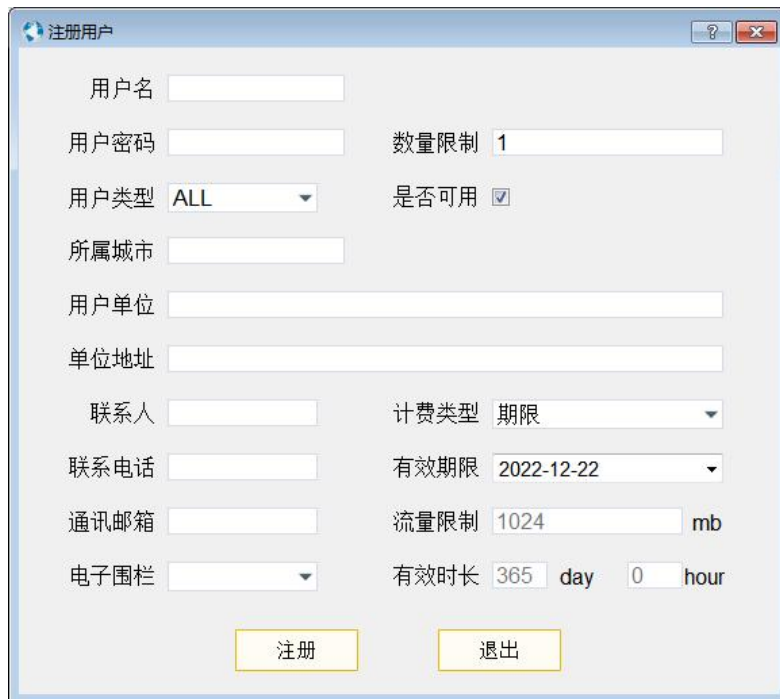 注册用户
用户名
用户密码 数量限制 1
用户类型 ALL 是否可用
所属城市
用户单位
单位地址
联系人 计费类型 期限
联系电话 有效期限 2022-12-22
通讯邮箱 流量限制 1024 mb
电子围栏 有效时长 365 day 0 hour
注册 退出